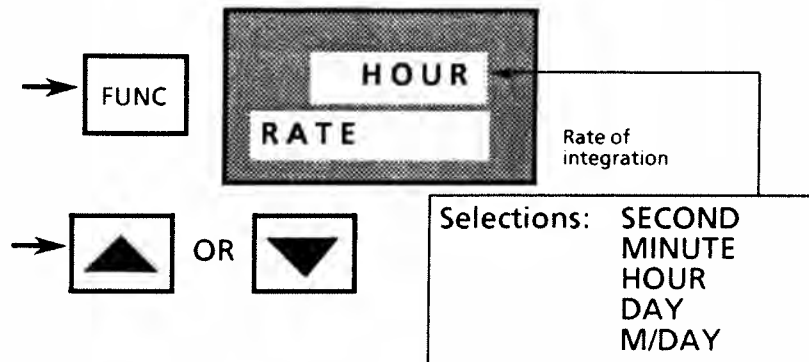 FUNC
HOUR
RATE
Rate of
integration
OR
Selections: SECOND
MINUTE
HOUR
DAY
M/DAY